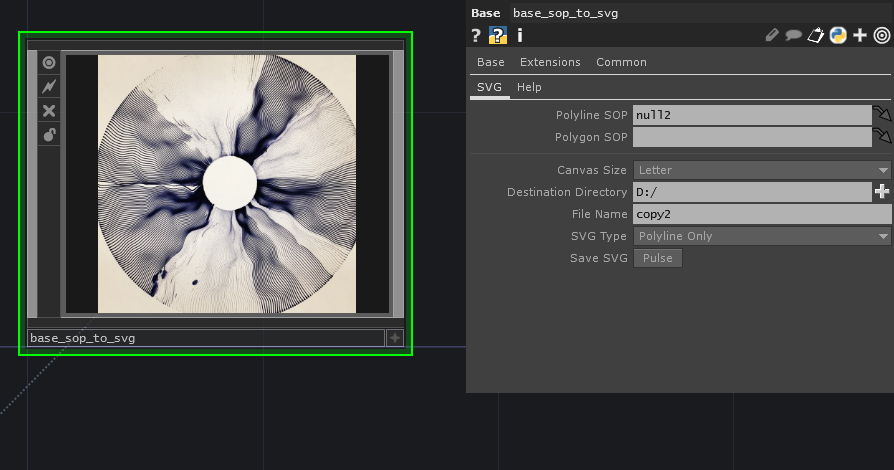 Base base_sop_to_svg
? ? i
Base Extensions Common
SVG Help
Polyline SOP null2
Polygon SOP
Canvas Size Letter
Destination Directory D:/
File Name copy2
SVG Type Polyline Only
Save SVG Pulse
base_sop_to_svg